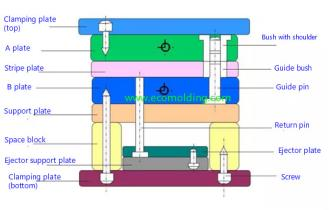 Clamping plate
(top)
A plate
Stripe plate
B plate
Support plate
Space block
Ejector support plate
Clamping plate
(bottom)
Bush with shoulder
Guide bush
Guide pin
Return pin
Ejector plate
Screw
www.ecomolding.com